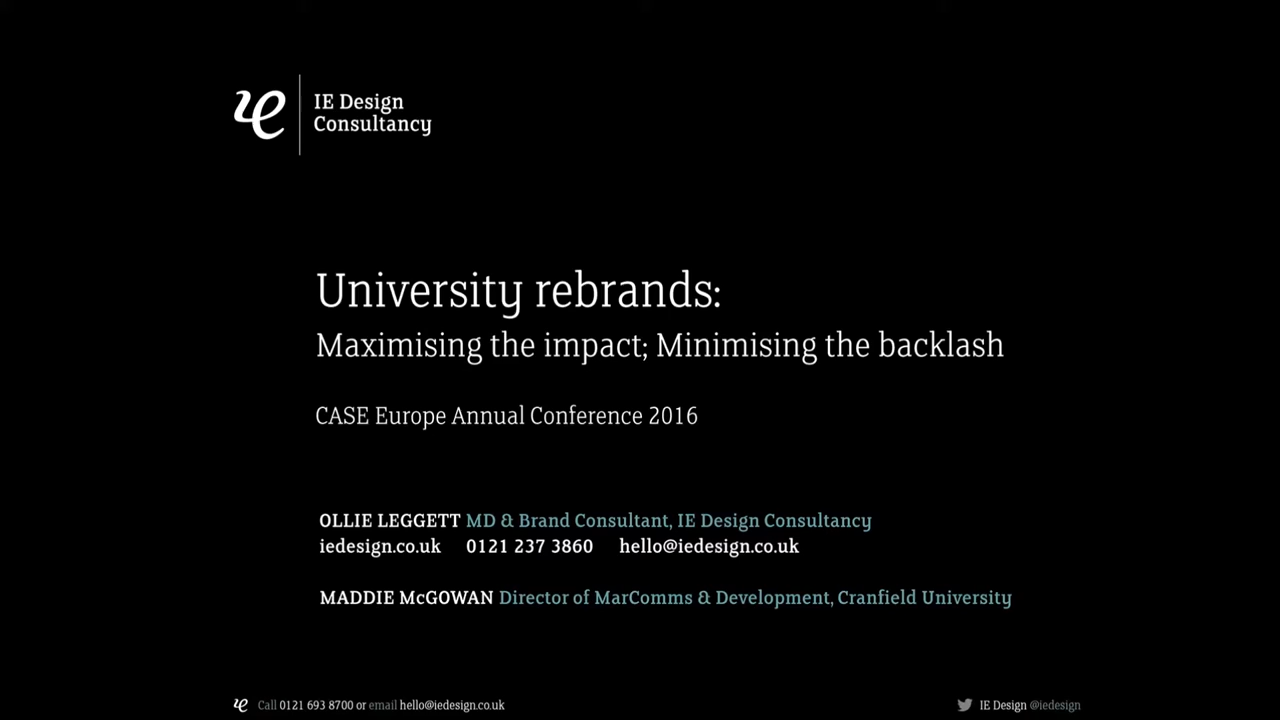 ie
IE Design
Consultancy
University rebrands:
Maximising the impact; Minimising the backlash
CASE Europe Annual Conference 2016
OLLIE LEGGETT MD & Brand Consultant, IE Design Consultancy
iedesign.co.uk 0121 237 3860 hello@iedesign.co.uk
MADDIE McGOWAN Director of MarComms & Development, Cranfield University
ie Call 0121 693 8700 or email hello@iedesign.co.uk
IE Design @iedesign